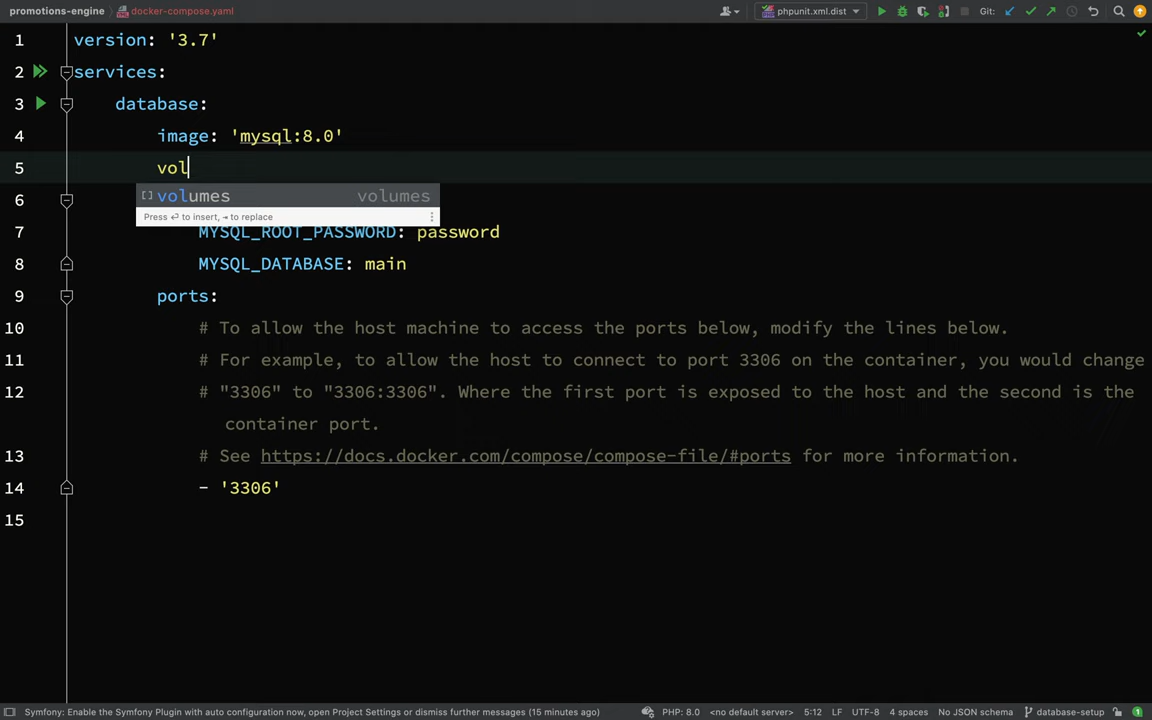 promotions-engine docker-compose.yaml phpunit.xml.dist Git:
1 version: '3.7'
2 services:
3 database:
4 image: 'mysql:8.0'
5 vol
volumes volumes
6
Press ⏎ to insert, ⇥ to replace
7 MYSQL_ROOT_PASSWORD: password
8 MYSQL_DATABASE: main
9 ports:
10 # To allow the host machine to access the ports below, modify the lines below.
11 # For example, to allow the host to connect to port 3306 on the container, you would change
12 # "3306" to "3306:3306". Where the first port is exposed to the host and the second is the
container port.
13 # See https://docs.docker.com/compose/compose-file/#ports for more information.
14 - '3306'
15
Symfony: Enable the Symfony Plugin with auto configuration now, open Project Settings or dismiss further messages (15 minutes ago) PHP: 8.0 <no default server> 5:12 LF UTF-8 4 spaces No JSON schema database-setup 1